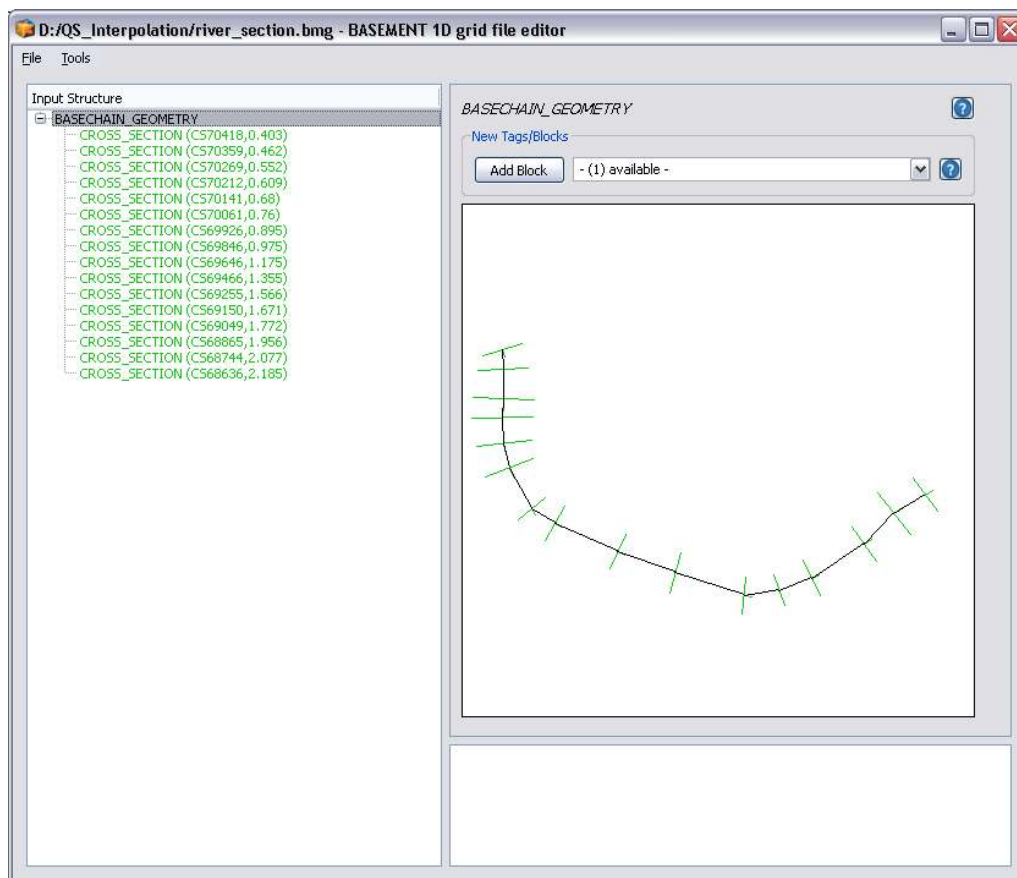 D:/QS_Interpolation/river_section.bmg - BASEMENT 1D grid file editor
File Tools
Input Structure
BASECHAIN_GEOMETRY
CROSS_SECTION (CS70418,0.403)
CROSS_SECTION (CS70359,0.462)
CROSS_SECTION (CS70269,0.552)
CROSS_SECTION (CS70212,0.609)
CROSS_SECTION (CS70141,0.68)
CROSS_SECTION (CS70061,0.76)
CROSS_SECTION (CS69926,0.895)
CROSS_SECTION (CS69846,0.975)
CROSS_SECTION (CS69646,1.175)
CROSS_SECTION (CS69466,1.355)
CROSS_SECTION (CS69255,1.566)
CROSS_SECTION (CS69150,1.671)
CROSS_SECTION (CS69049,1.772)
CROSS_SECTION (CS68865,1.956)
CROSS_SECTION (CS68744,2.077)
CROSS_SECTION (CS68636,2.185)
BASECHAIN_GEOMETRY
?
New Tags/Blocks
Add Block - (1) available - ?